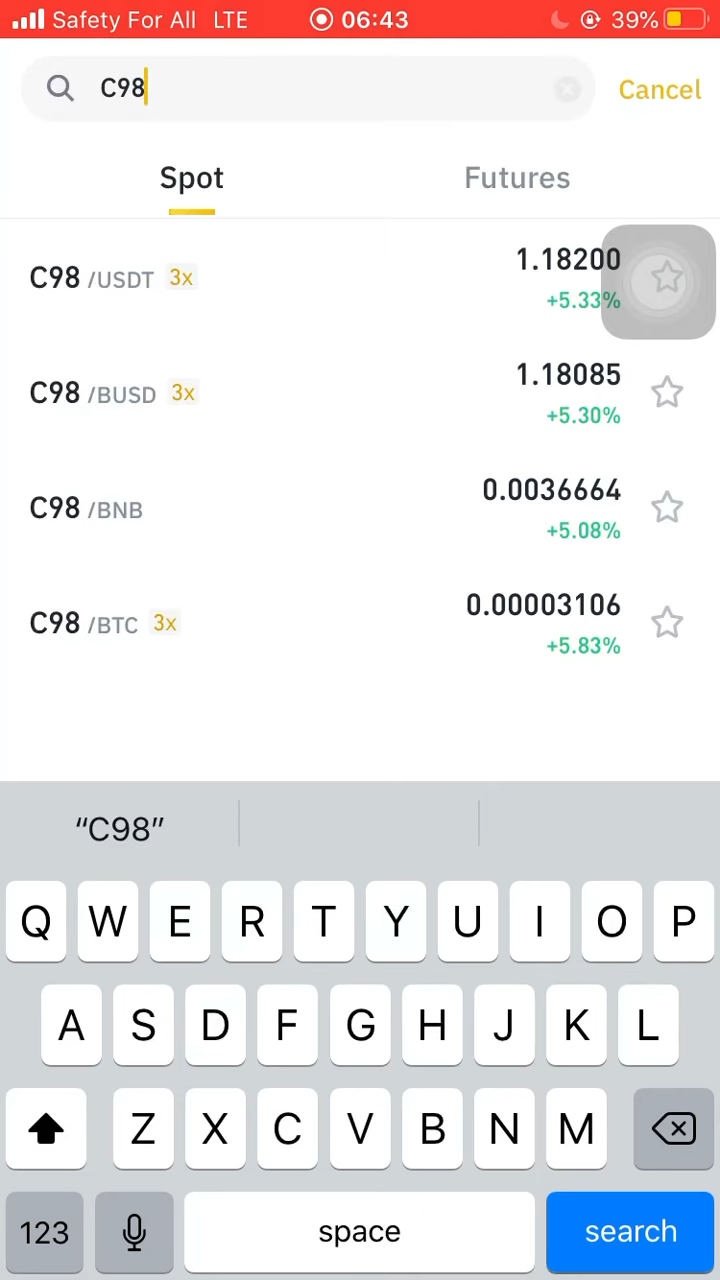 Safety For All LTE 06:43 39%
C98 Cancel
Spot Futures
C98 /USDT 3x 1.18200
+5.33%
C98 /BUSD 3x 1.18085
+5.30%
C98 /BNB 0.0036664
+5.08%
C98 /BTC 3x 0.00003106
+5.83%
“C98”
Q W E R T Y U I O P
A S D F G H J K L
Z X C V B N M
123 space search